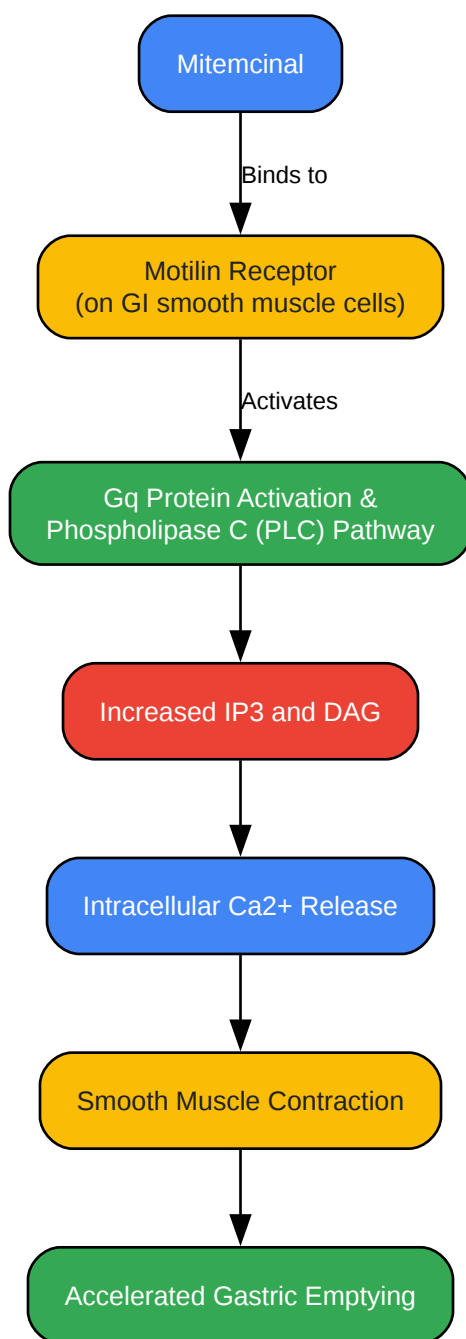 Mitemcinal
Binds to
Motilin Receptor
(on GI smooth muscle cells)
Activates
Gq Protein Activation &
Phospholipase C (PLC) Pathway
Increased IP3 and DAG
Intracellular Ca2+ Release
Smooth Muscle Contraction
Accelerated Gastric Emptying